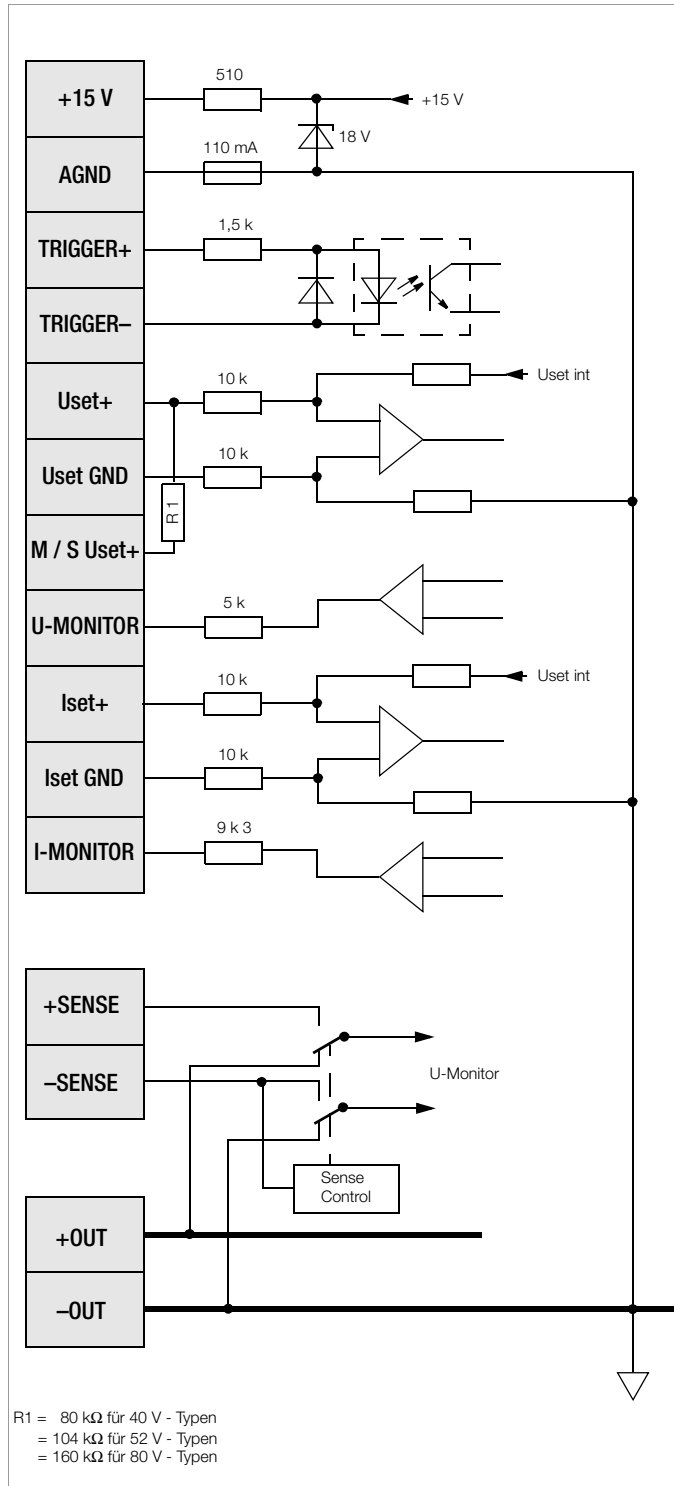 +15 V
510
+15 V
18 V
AGND
110 mA
TRIGGER+
1,5 k
TRIGGER–
Uset+
10 k
Uset int
Uset GND
10 k
R 1
M / S Uset+
U-MONITOR
5 k
Iset+
10 k
Uset int
Iset GND
10 k
I-MONITOR
9 k 3
+SENSE
–SENSE
U-Monitor
Sense
Control
+OUT
–OUT
R1 = 80 kΩ für 40 V - Typen
= 104 kΩ für 52 V - Typen
= 160 kΩ für 80 V - Typen